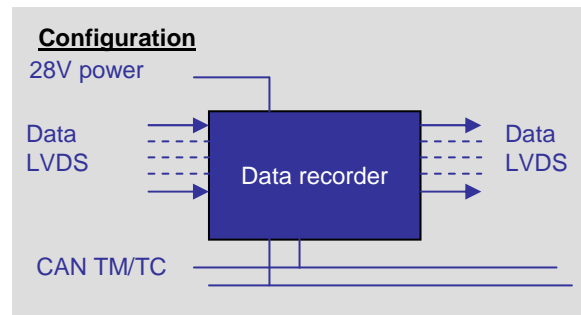 Configuration
28V power
Data
LVDS
Data recorder
Data
LVDS
CAN TM/TC